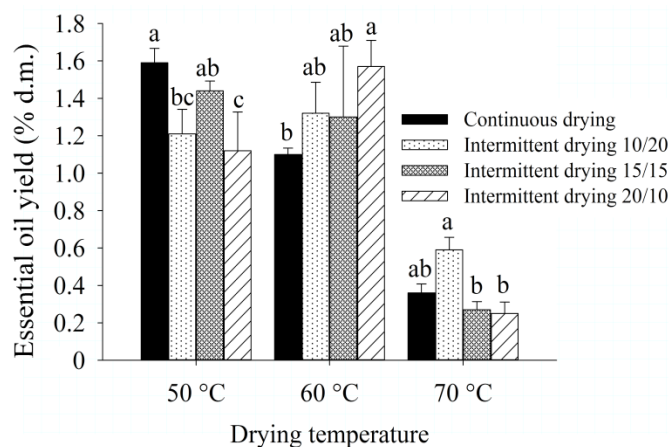 Essential oil yield (% d.m.)
1.8
1.6
1.4
1.2
1.0
0.8
0.6
0.4
0.2
0
a
bc
ab
c
b
ab
ab
a
ab
a
b
b
Continuous drying
Intermittent drying 10/20
Intermittent drying 15/15
Intermittent drying 20/10
50 °C
60 °C
70 °C
Drying temperature